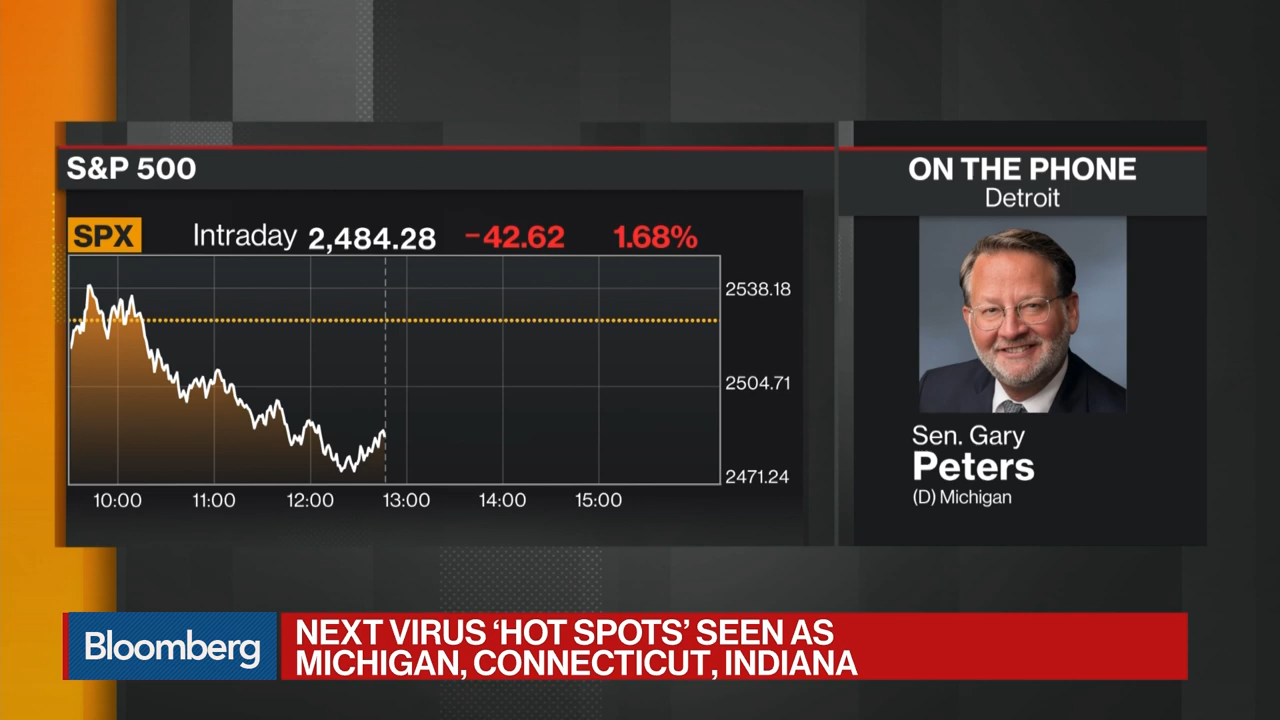 S&P 500
SPX Intraday 2,484.28 -42.62 1.68%
2538.18
2504.71
2471.24
10:00 11:00 12:00 13:00 14:00 15:00
ON THE PHONE
Detroit
Sen. Gary
Peters
(D) Michigan
Bloomberg
NEXT VIRUS ‘HOT SPOTS’ SEEN AS
MICHIGAN, CONNECTICUT, INDIANA